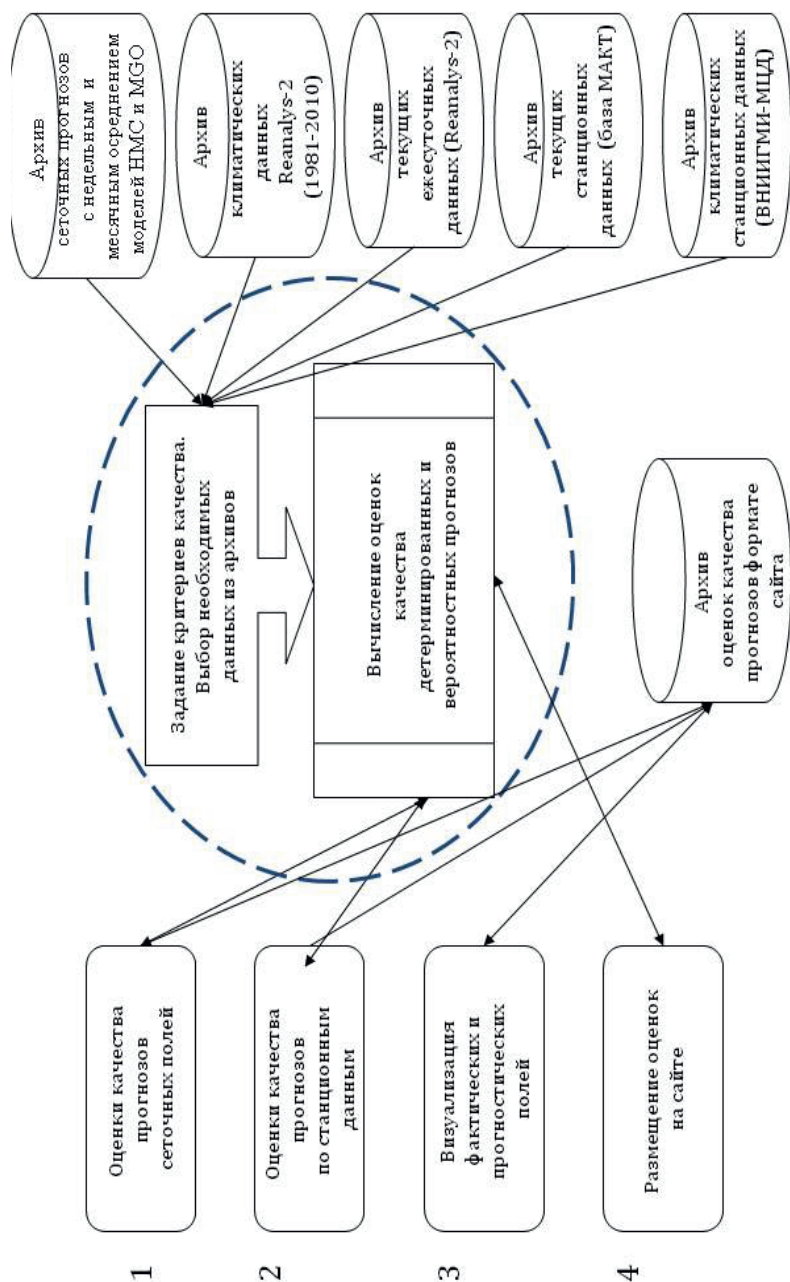 1
Оценки качества
прогнозов
сеточных полей
2
Оценки качества
прогнозов
по станционным
данным
3
Визуализация
фактических и
прогностических
полей
4
Размещение оценок
на сайте
Задание критериев качества.
Выбор необходимых
данных из архивов
Вычисление оценок
качества
детерминированных и
вероятностных прогнозов
Архив
оценок качества
прогнозов формате
сайта
Архив
сеточных прогнозов
с недельным и
месячным осреднением
моделей HMC и MGO
Архив
климатических
данных
Reanalys-2
(1981-2010)
Архив
текущих
ежесуточных
данных (Reanalys-2)
Архив
текущих
станционных
данных (база МАКТ)
Архив
климатических
станционных данных
(ВНИИГМИ-МЦД)